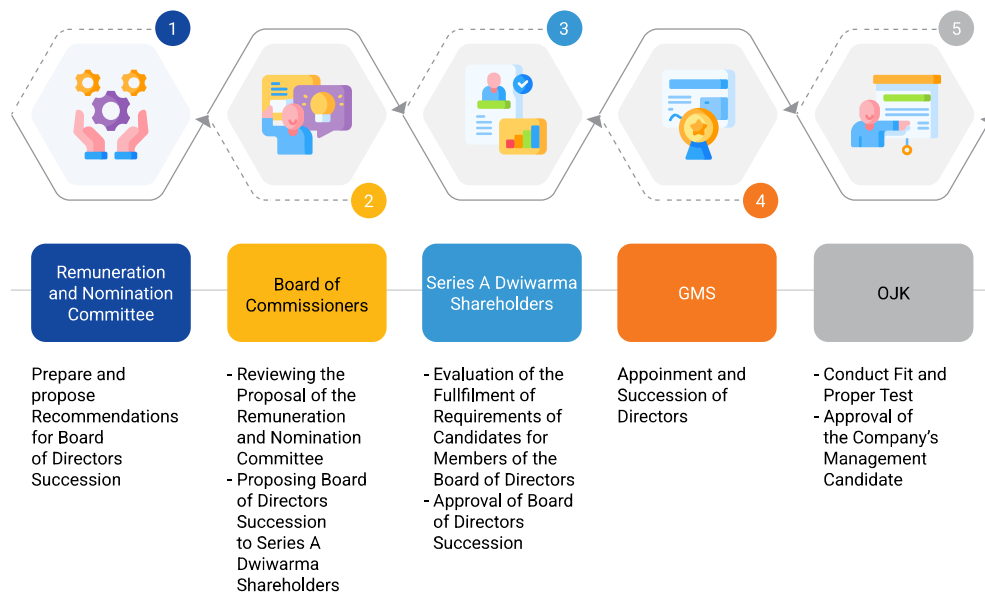 1
2
3
4
5
Remuneration
and Nomination
Committee
Prepare and
propose
Recommendations
for Board
of Directors
Succession
Board of
Commissioners
- Reviewing the
Proposal of the
Remuneration
and Nomination
Committee
- Proposing Board
of Directors
Succession
to Series A
Dwiwarma
Shareholders
Series A Dwiwarma
Shareholders
- Evaluation of the
Fullfilment of
Requirements of
Candidates for
Members of the
Board of Directors
- Approval of Board
of Directors
Succession
GMS
Appoinment and
Succession of
Directors
OJK
- Conduct Fit and
Proper Test
- Approval of
the Company's
Management
Candidate